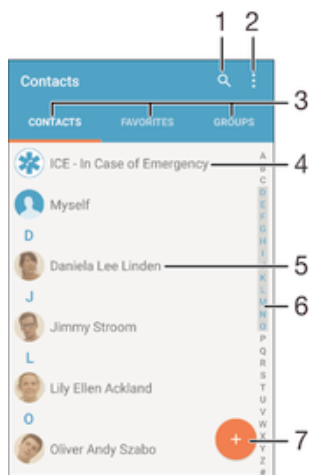 1 2
Contacts
3
CONTACTS FAVORITES GROUPS
ICE - In Case of Emergency 4
Myself
D
Daniela Lee Linden 5
J
6
Jimmy Stroom
L
Lily Ellen Ackland
O
Oliver Andy Szabo
+ 7
A
B
C
D
E
F
G
H
I
J
K
L
M
N
O
P
Q
R
S
T
U
V
W
X
Y
Z
#